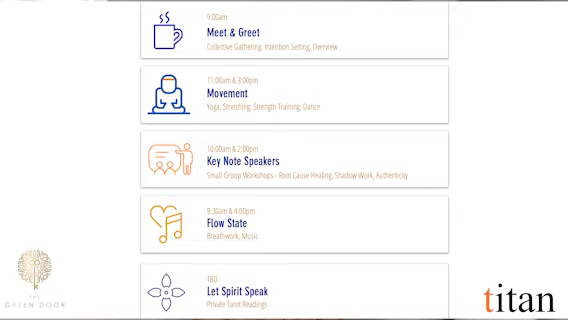 9:00am
Meet & Greet
Collective Gathering, Intention Setting, Overview
11:00am & 3:00pm
Movement
Yoga, Stretching, Strength Training, Dance
10:00am & 2:00pm
Key Note Speakers
Small Group Workshops - Root Cause Healing, Shadow Work, Authenticity
9:30am & 4:00pm
Flow State
Breathwork, Music
TBD
Let Spirit Speak
Private Tarot Readings
THE
GREEN DOOR
titan